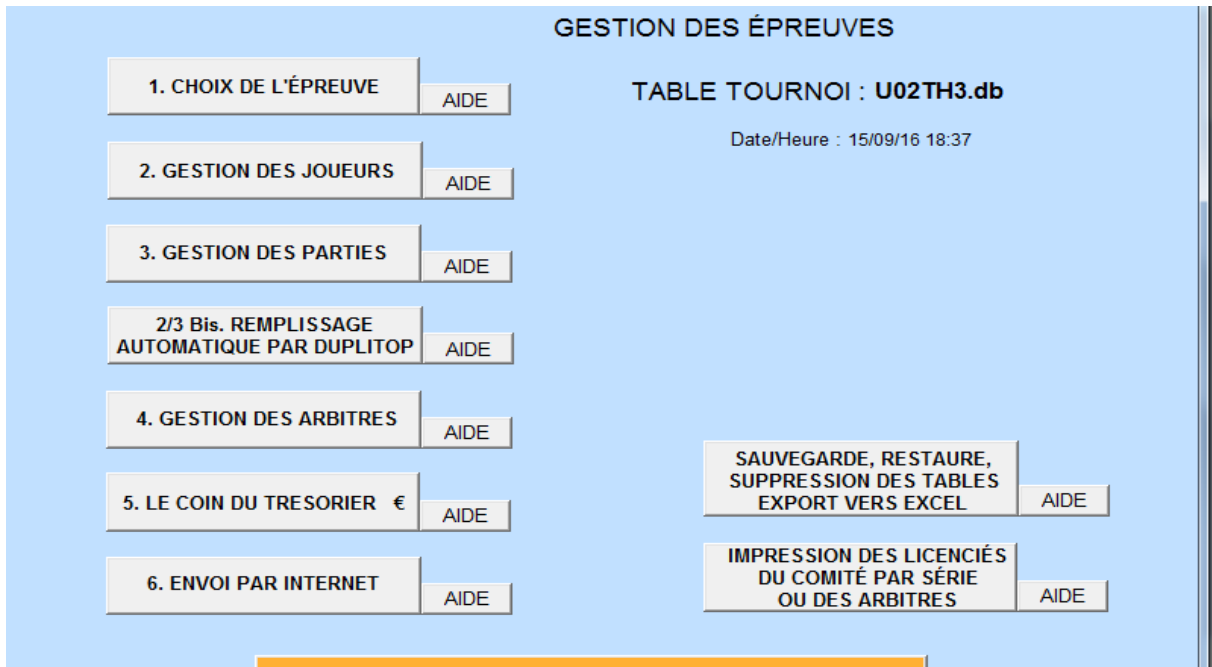 GESTION DES ÉPREUVES
1. CHOIX DE L'ÉPREUVE
AIDE
TABLE TOURNOI : U02TH3.db
Date/Heure : 15/09/16 18:37
2. GESTION DES JOUEURS
AIDE
3. GESTION DES PARTIES
AIDE
2/3 Bis. REMPLISSAGE
AUTOMATIQUE PAR DUPLITOP
AIDE
4. GESTION DES ARBITRES
AIDE
5. LE COIN DU TRESORIER €
AIDE
6. ENVOI PAR INTERNET
AIDE
SAUVEGARDE, RESTAURE,
SUPPRESSION DES TABLES
EXPORT VERS EXCEL
AIDE
IMPRESSION DES LICENCIÉS
DU COMITÉ PAR SÉRIE
OU DES ARBITRES
AIDE